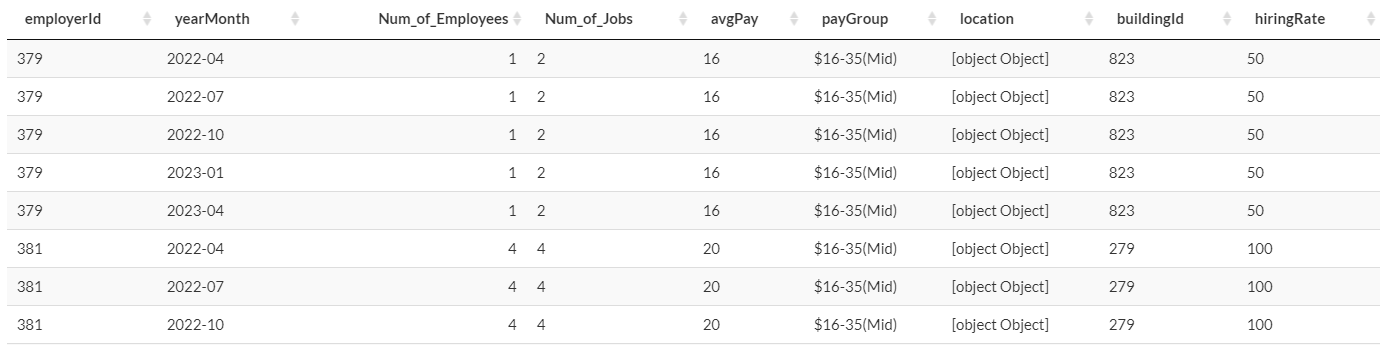 employerId yearMonth Num_of_Employees Num_of_Jobs avgPay payGroup location buildingId hiringRate
379 2022-04 1 2 16 $16-35(Mid) [object Object] 823 50
379 2022-07 1 2 16 $16-35(Mid) [object Object] 823 50
379 2022-10 1 2 16 $16-35(Mid) [object Object] 823 50
379 2023-01 1 2 16 $16-35(Mid) [object Object] 823 50
379 2023-04 1 2 16 $16-35(Mid) [object Object] 823 50
381 2022-04 4 4 20 $16-35(Mid) [object Object] 279 100
381 2022-07 4 4 20 $16-35(Mid) [object Object] 279 100
381 2022-10 4 4 20 $16-35(Mid) [object Object] 279 100